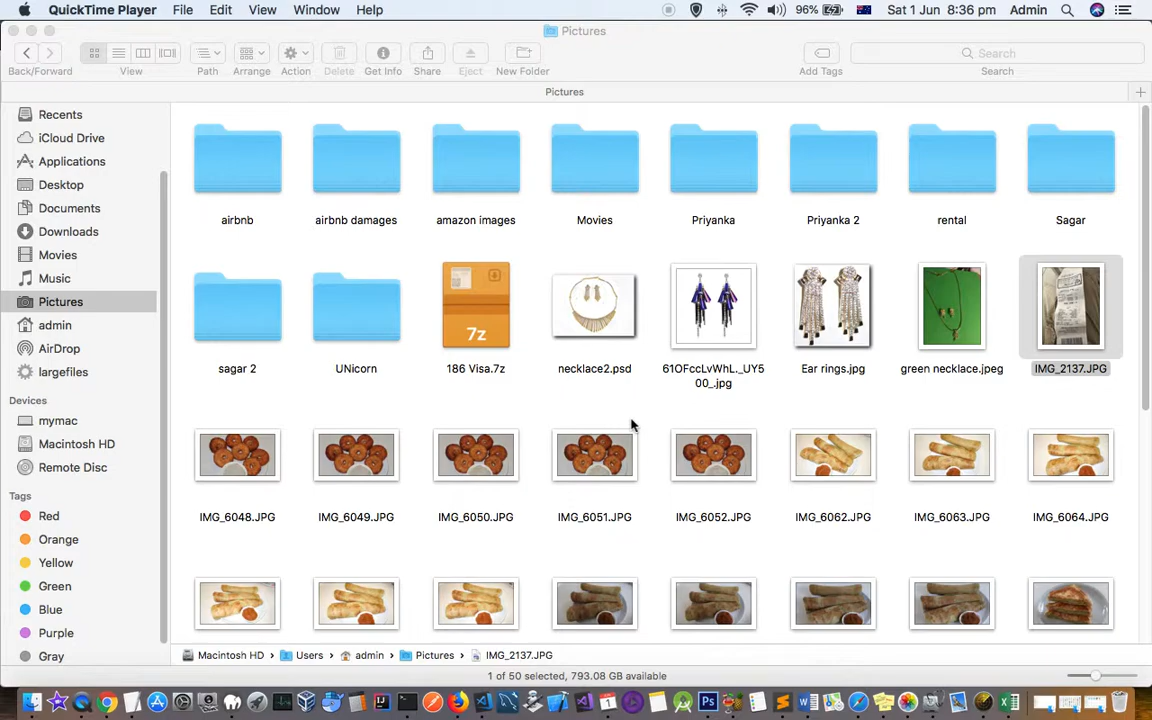 QuickTime Player File Edit View Window Help 96% Sat 1 Jun 8:36 pm Admin
Pictures
Back/Forward View Path Arrange Action Delete Get Info Share Eject New Folder Add Tags Search
Search
Pictures
Recents
iCloud Drive
Applications
Desktop
Documents
Downloads
Movies
Music
Pictures
admin
AirDrop
largefiles
Devices
mymac
Macintosh HD
Remote Disc
Tags
Red
Orange
Yellow
Green
Blue
Purple
Gray
airbnb airbnb damages amazon images Movies Priyanka Priyanka 2 rental Sagar
7z
sagar 2 UNicorn 186 Visa.7z necklace2.psd 61OFccLvWhL._UY5 Ear rings.jpg green necklace.jpeg IMG_2137.JPG
00_.jpg
IMG_6048.JPG IMG_6049.JPG IMG_6050.JPG IMG_6051.JPG IMG_6052.JPG IMG_6062.JPG IMG_6063.JPG IMG_6064.JPG
Macintosh HD › Users › admin › Pictures › IMG_2137.JPG
1 of 50 selected, 793.08 GB available